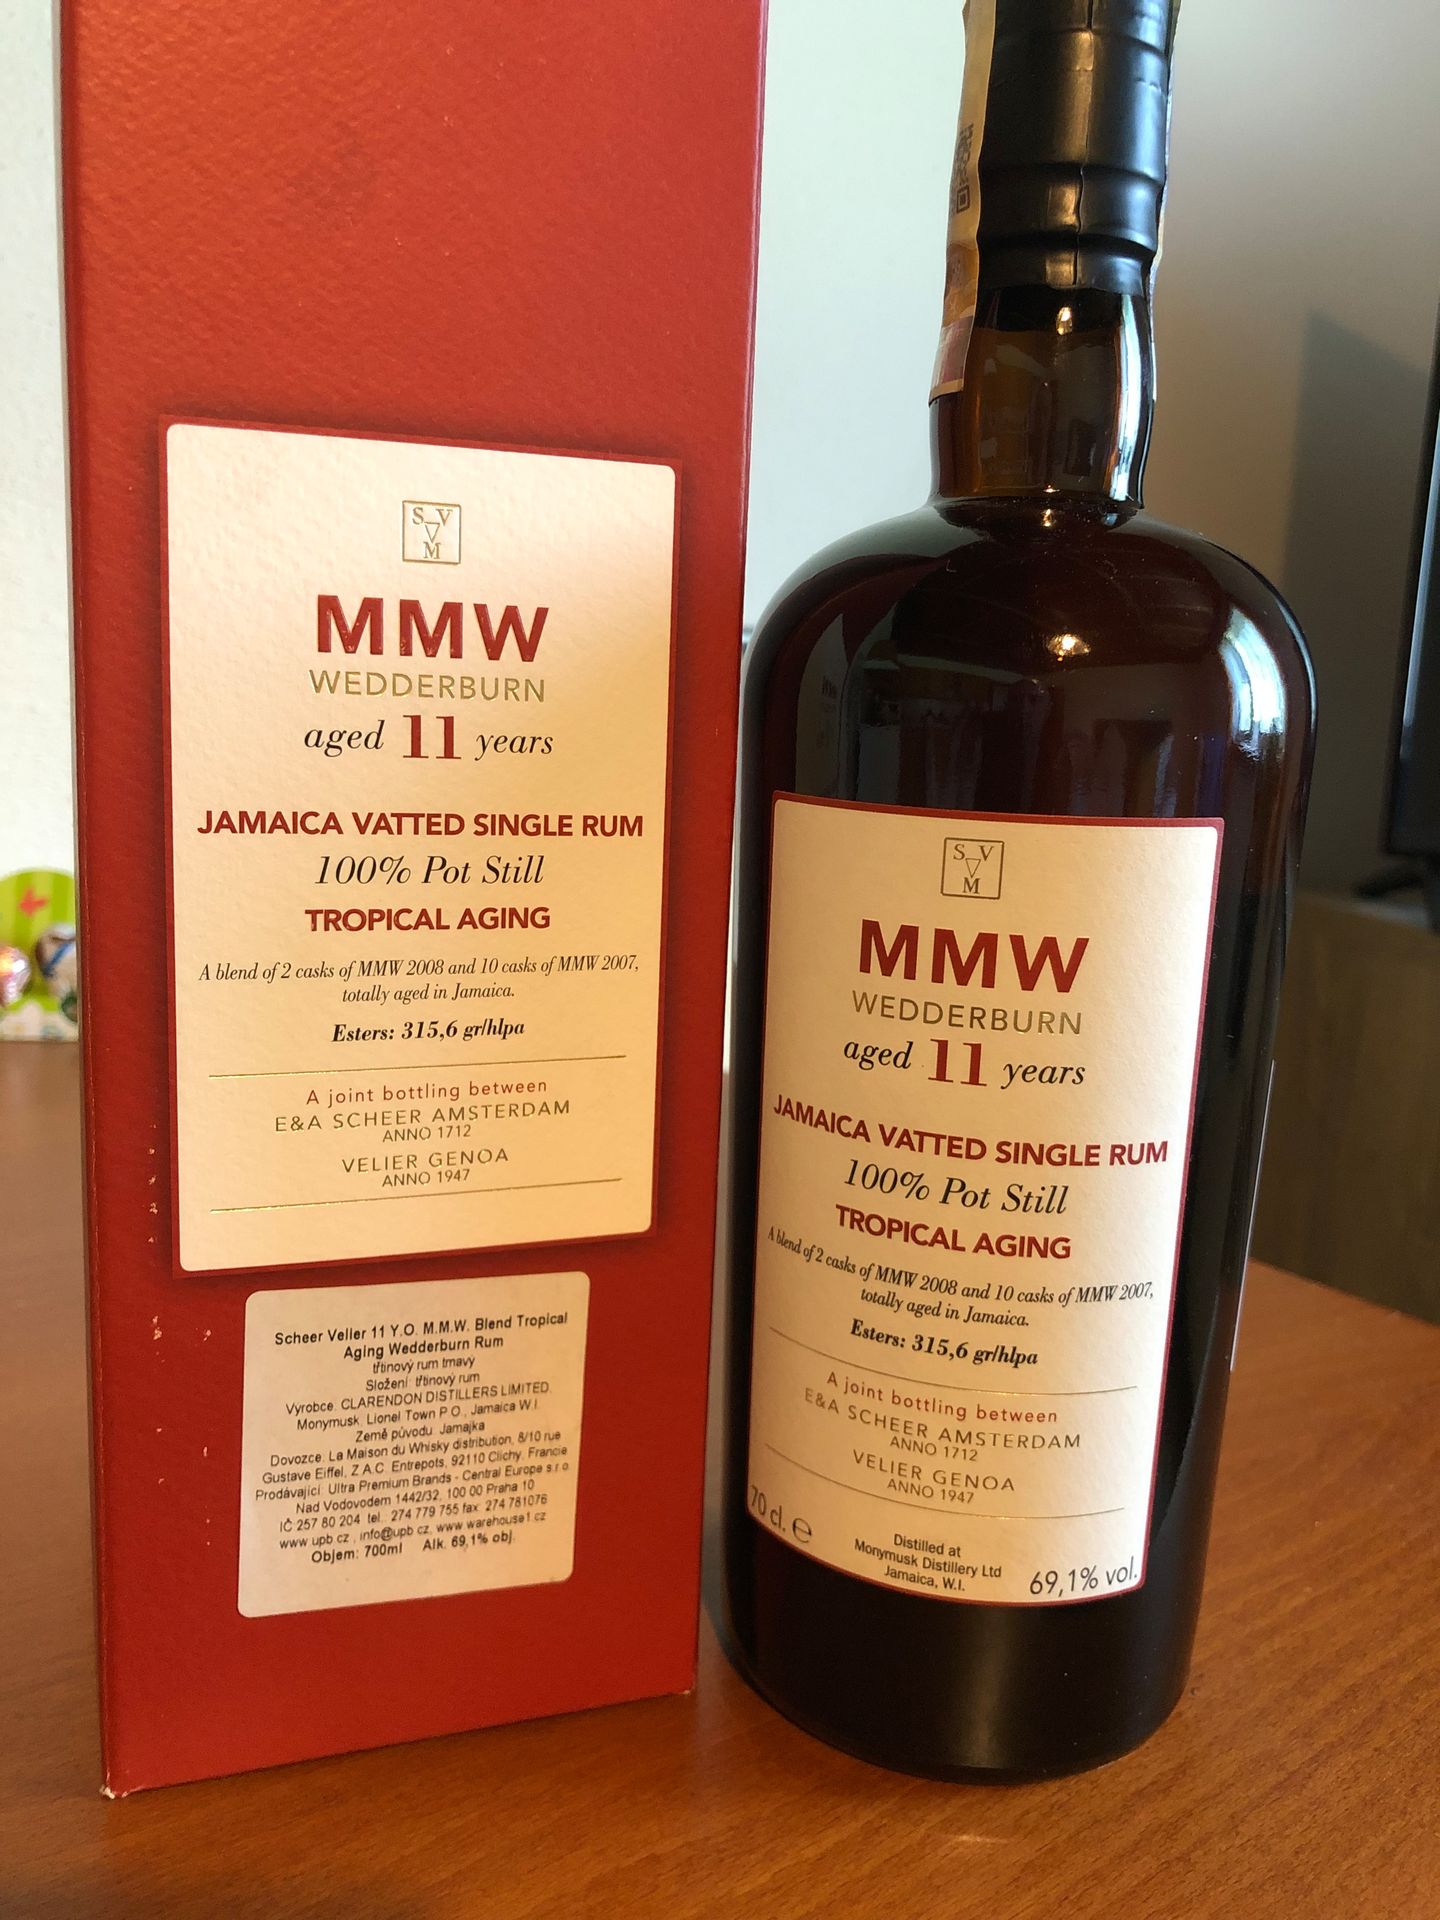 S V
M
MMW
WEDDERBURN
aged 11 years
JAMAICA VATTED SINGLE RUM
100% Pot Still
TROPICAL AGING
A blend of 2 casks of MMW 2008 and 10 casks of MMW 2007,
totally aged in Jamaica.
Esters: 315,6 gr/hlpa
A joint bottling between
E&A SCHEER AMSTERDAM
ANNO 1712
VELIER GENOA
ANNO 1947
Scheer Velier 11 Y.O. M.M.W. Blend Tropical
Aging Wedderburn Rum
třtinový rum tmavý
Složení: třtinový rum
Výrobce: CLARENDON DISTILLERS LIMITED.
Monymusk, Lionel Town P.O., Jamaica W.I.
Země původu: Jamajka
Dovozce: La Maison du Whisky distribution, 8/10 rue
Gustave Eiffel, Z.A.C. Entrepots, 92110 Clichy, Francie
Prodávající: Ultra Premium Brands - Central Europe s.r.o.
Nad Vodovodem 1442/32, 100 00 Praha 10
IČ 257 80 204 tel.: 274 779 755 fax: 274 781076
www.upb.cz , info@upb.cz, www.warehouse1.cz
Objem: 700ml Alk. 69,1% obj.
S V
M
MMW
WEDDERBURN
aged 11 years
JAMAICA VATTED SINGLE RUM
100% Pot Still
TROPICAL AGING
A blend of 2 casks of MMW 2008 and 10 casks of MMW 2007,
totally aged in Jamaica.
Esters: 315,6 gr/hlpa
A joint bottling between
E&A SCHEER AMSTERDAM
ANNO 1712
VELIER GENOA
ANNO 1947
70 cl. ℮
Distilled at
Monymusk Distillery Ltd
Jamaica, W.I.
69,1% vol.